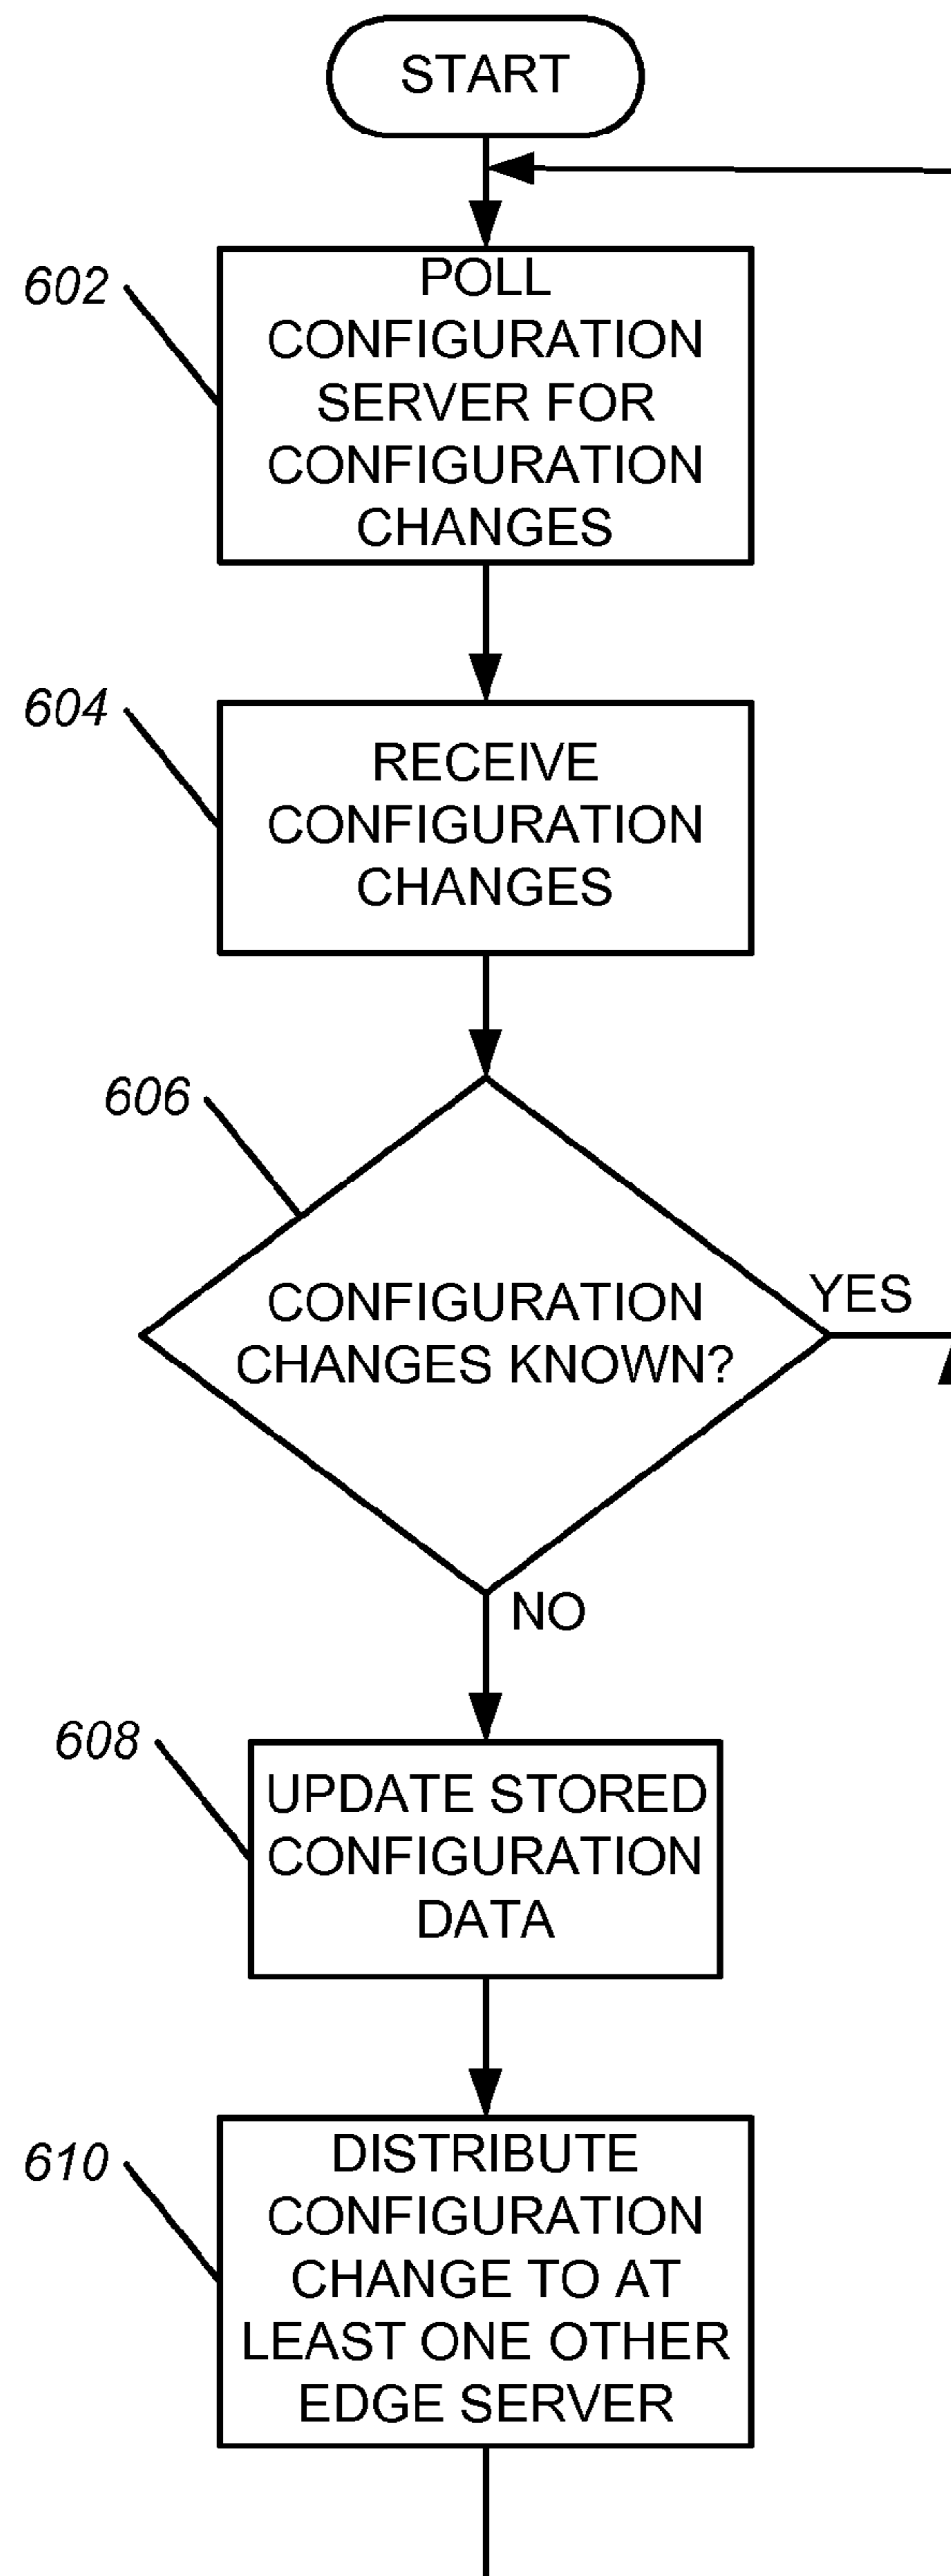 START
602
POLL
CONFIGURATION
SERVER FOR
CONFIGURATION
CHANGES
604
RECEIVE
CONFIGURATION
CHANGES
606
CONFIGURATION
CHANGES KNOWN?
YES
NO
608
UPDATE STORED
CONFIGURATION
DATA
610
DISTRIBUTE
CONFIGURATION
CHANGE TO AT
LEAST ONE OTHER
EDGE SERVER